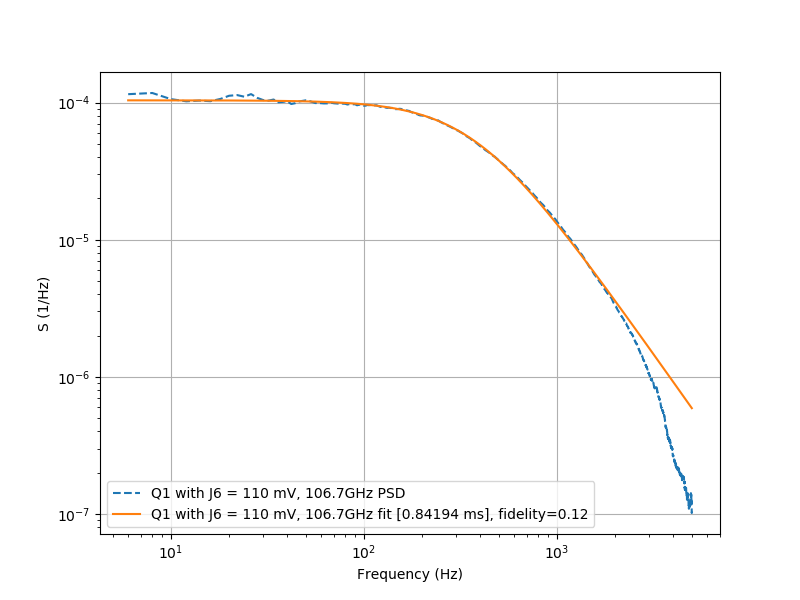 10⁻⁴
10⁻⁵
10⁻⁶
10⁻⁷
S (1/Hz)
Q1 with J6 = 110 mV, 106.7GHz PSD
Q1 with J6 = 110 mV, 106.7GHz fit [0.84194 ms], fidelity=0.12
10¹ 10² 10³
Frequency (Hz)